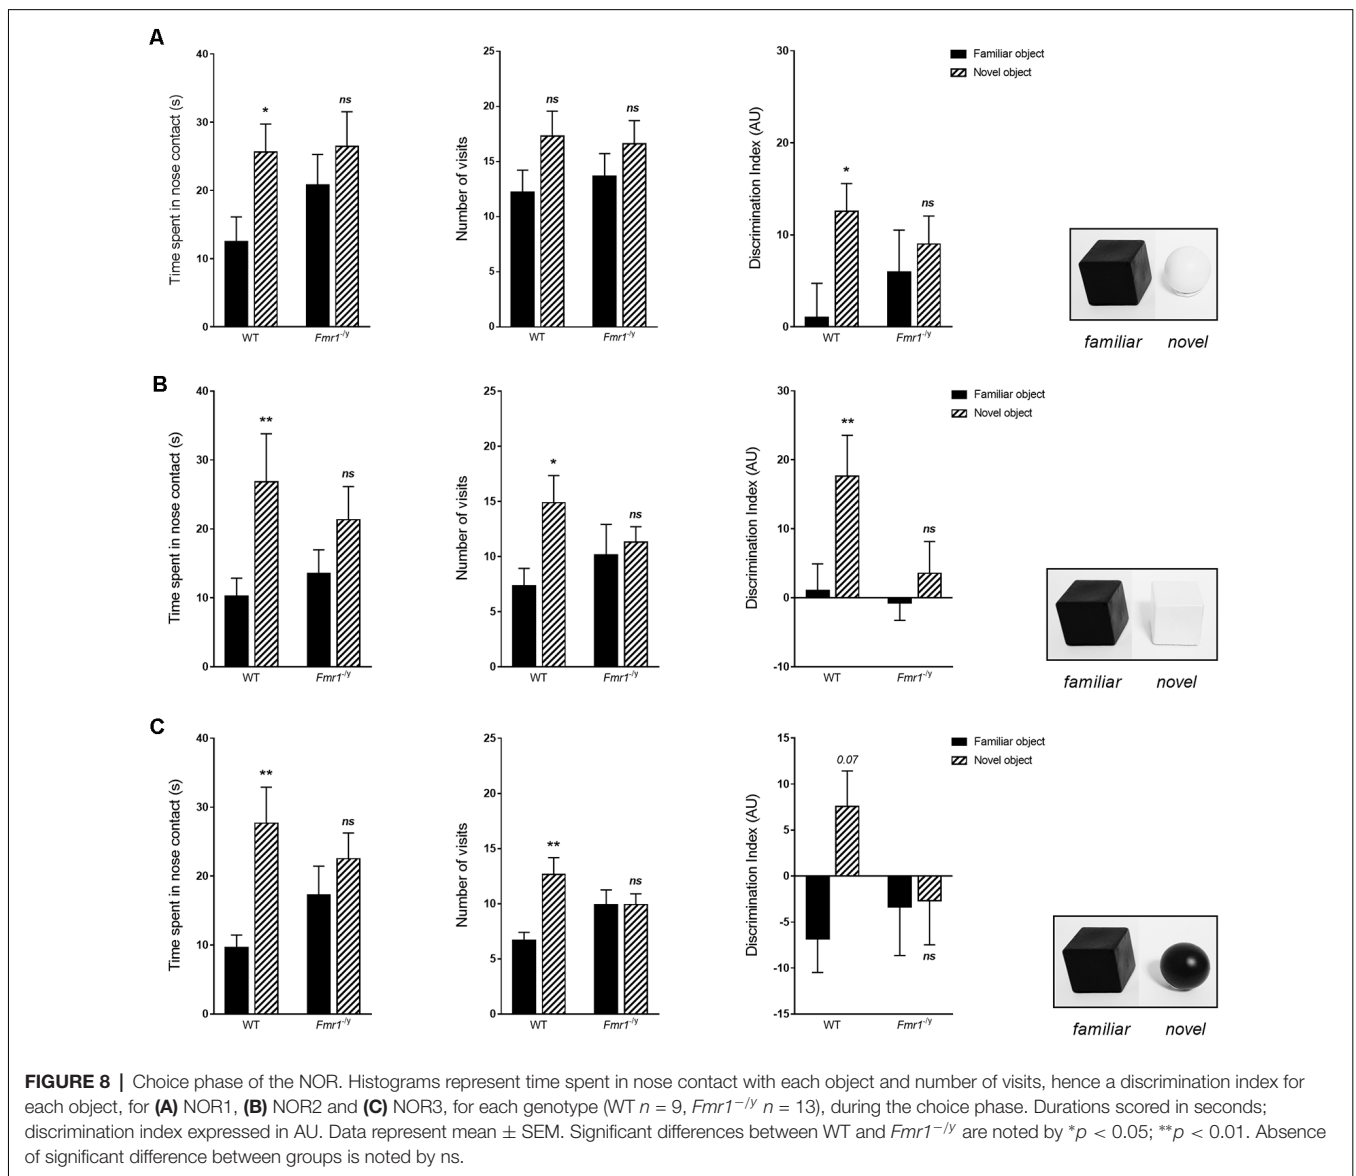 A
40
30
20
10
0
Time spent in nose contact (s)
*
ns
WT
Fmr1-/y
25
20
15
10
5
0
Number of visits
ns
ns
WT
Fmr1-/y
30
20
10
0
Discrimination Index (AU)
*
ns
WT
Fmr1-/y
Familiar object
Novel object
familiar novel
B
40
30
20
10
0
Time spent in nose contact (s)
**
ns
WT
Fmr1-/y
25
20
15
10
5
0
Number of visits
*
ns
WT
Fmr1-/y
30
20
10
0
-10
Discrimination Index (AU)
**
ns
WT
Fmr1-/y
Familiar object
Novel object
familiar novel
C
40
30
20
10
0
Time spent in nose contact (s)
**
ns
WT
Fmr1-/y
25
20
15
10
5
0
Number of visits
**
ns
WT
Fmr1-/y
15
10
5
0
-5
-10
-15
Discrimination Index (AU)
0.07
ns
WT
Fmr1-/y
Familiar object
Novel object
familiar novel
FIGURE 8 | Choice phase of the NOR. Histograms represent time spent in nose contact with each object and number of visits, hence a discrimination index for
each object, for (A) NOR1, (B) NOR2 and (C) NOR3, for each genotype (WT n = 9, Fmr1−/y n = 13), during the choice phase. Durations scored in seconds;
discrimination index expressed in AU. Data represent mean ± SEM. Significant differences between WT and Fmr1−/y are noted by *p < 0.05; **p < 0.01. Absence
of significant difference between groups is noted by ns.